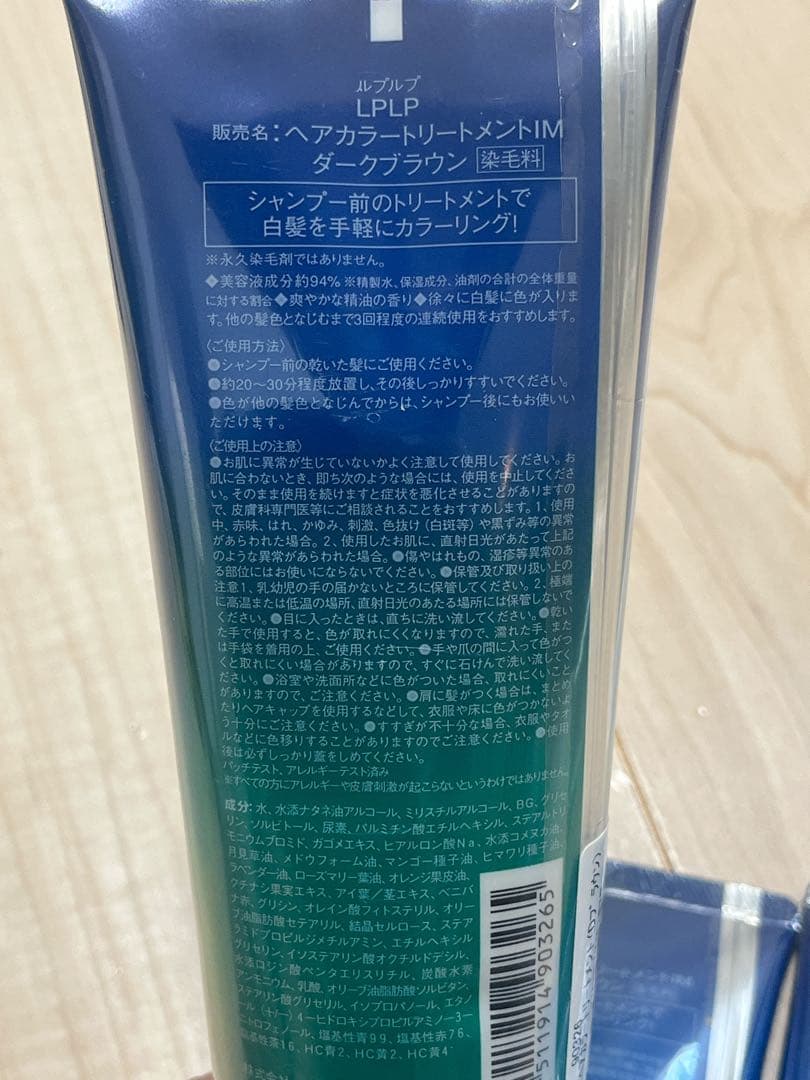 ルプルプ
LPLP
販売名：ヘアカラートリートメントIM
ダークブラウン 染毛料
シャンプー前のトリートメントで
白髪を手軽にカラーリング！
※永久染毛剤ではありません。
◆美容液成分約94% ※精製水、保湿成分、油剤の合計の全体重量
に対する割合◆爽やかな精油の香り◆徐々に白髪に色が入りま
す。他の髪色となじむまで3回程度の連続使用をおすすめします。
〈ご使用方法〉
●シャンプー前の乾いた髪にご使用ください。
●約20〜30分程度放置し、その後しっかりすすいでください。
●色が他の髪色となじんでからは、シャンプー後にもお使いい
ただけます。
〈ご使用上の注意〉
●お肌に異常が生じていないかよく注意して使用してください。お
肌に合わないとき、即ち次のような場合には、使用を中止してくださ
い。そのまま使用を続けますと症状を悪化させることがありますの
で、皮膚科専門医等にご相談されることをおすすめします。1、使用
中、赤味、はれ、かゆみ、刺激、色抜け（白斑等）や黒ずみ等の異常
があらわれた場合。2、使用したお肌に、直射日光があたって上記
のような異常があらわれた場合。●傷やはれもの、湿疹等異常のあ
る部位にはお使いにならないでください。●保管及び取り扱い上の
注意1、乳幼児の手の届かないところに保管してください。2、極端
に高温または低温の場所、直射日光のあたる場所には保管しないで
ください。●目に入ったときは、直ちに洗い流してください。●乾い
た手で使用すると、色が取れにくくなりますので、濡れた手、また
は手袋を着用の上、ご使用ください。●手や爪の間に入って色がつ
くと取れにくい場合がありますので、すぐに石けんで洗い流してく
ださい。●浴室や洗面所などに色がついた場合、取れにくいこと
がありますので、ご注意ください。●肩に髪がつく場合は、まとめ
たりヘアキャップを使用するなどして、衣服や床に色がつかないよ
う十分にご注意ください。●すすぎが不十分な場合、衣服やタオ
ルなどに色移りすることがありますのでご注意ください。●使用
後は必ずしっかり蓋をしめてください。
パッチテスト、アレルギーテスト済み
※すべての方にアレルギーや皮膚刺激が起こらないというわけではありません。
成分：水、水添ナタネ油アルコール、ミリスチルアルコール、BG、グリセ
リン、ソルビトール、尿素、パルミチン酸エチルヘキシル、ステアルトリ
モニウムブロミド、ガゴメエキス、ヒアルロン酸Na、水添コメヌカ油、
月見草油、メドウフォーム油、マンゴー種子油、ヒマワリ種子油、
ラベンダー油、ローズマリー葉油、オレンジ果皮油、
クチナシ果実エキス、アイ葉／茎エキス、ベニバ
ナ赤、グリシン、オレイン酸フィトステリル、オリー
ブ油脂肪酸セテアリル、結晶セルロース、ステア
ラミドプロピルジメチルアミン、エチルヘキシル
グリセリン、イソステアリン酸オクチルドデシル、
水添ロジン酸ペンタエリスリチル、炭酸水素
アンモニウム、乳酸、オリーブ油脂肪酸ソルビタン、
ステアリン酸グリセリル、イソプロパノール、エタノ
ール、（+/-）4-ヒドロキシプロピルアミノ-3-
ニトロフェノール、塩基性青99、塩基性赤76、
塩基性茶16、HC青2、HC黄2、HC黄4
株式会社
511914 903265
90326